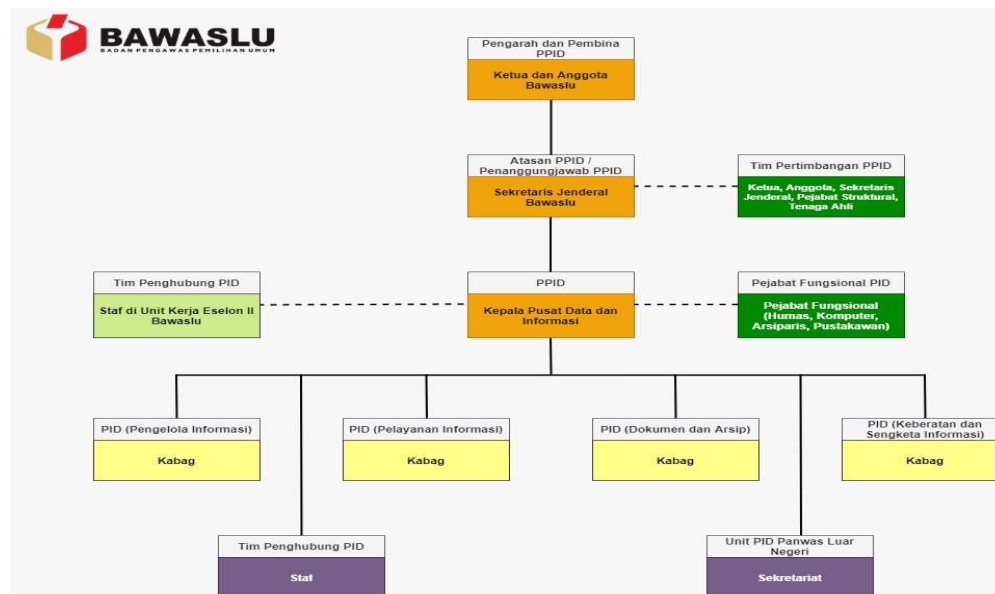 BAWASLU
BADAN PENGAWAS PEMILIHAN UMUM
Pengarah dan Pembina
PPID
Ketua dan Anggota
Bawaslu
Atasan PPID /
Penanggungjawab PPID
Sekretaris Jenderal
Bawaslu
Tim Pertimbangan PPID
Ketua, Anggota, Sekretaris
Jenderal, Pejabat Struktural,
Tenaga Ahli
Tim Penghubung PID
Staf di Unit Kerja Eselon II
Bawaslu
PPID
Kepala Pusat Data dan
Informasi
Pejabat Fungsional PID
Pejabat Fungsional
(Humas, Komputer,
Arsiparis, Pustakawan)
PID (Pengelola Informasi)
Kabag
PID (Pelayanan Informasi)
Kabag
PID (Dokumen dan Arsip)
Kabag
PID (Keberatan dan
Sengketa Informasi)
Kabag
Tim Penghubung PID
Staf
Unit PID Panwas Luar
Negeri
Sekretariat